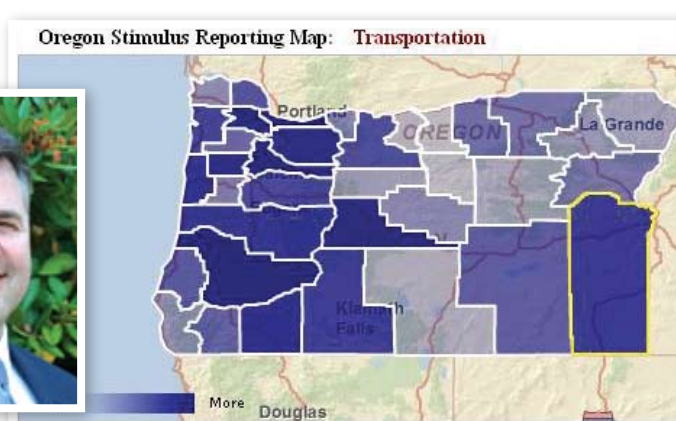 Oregon Stimulus Reporting Map: Transportation
Portland
OREGON
La Grande
Klamath
Falls
More
Douglas